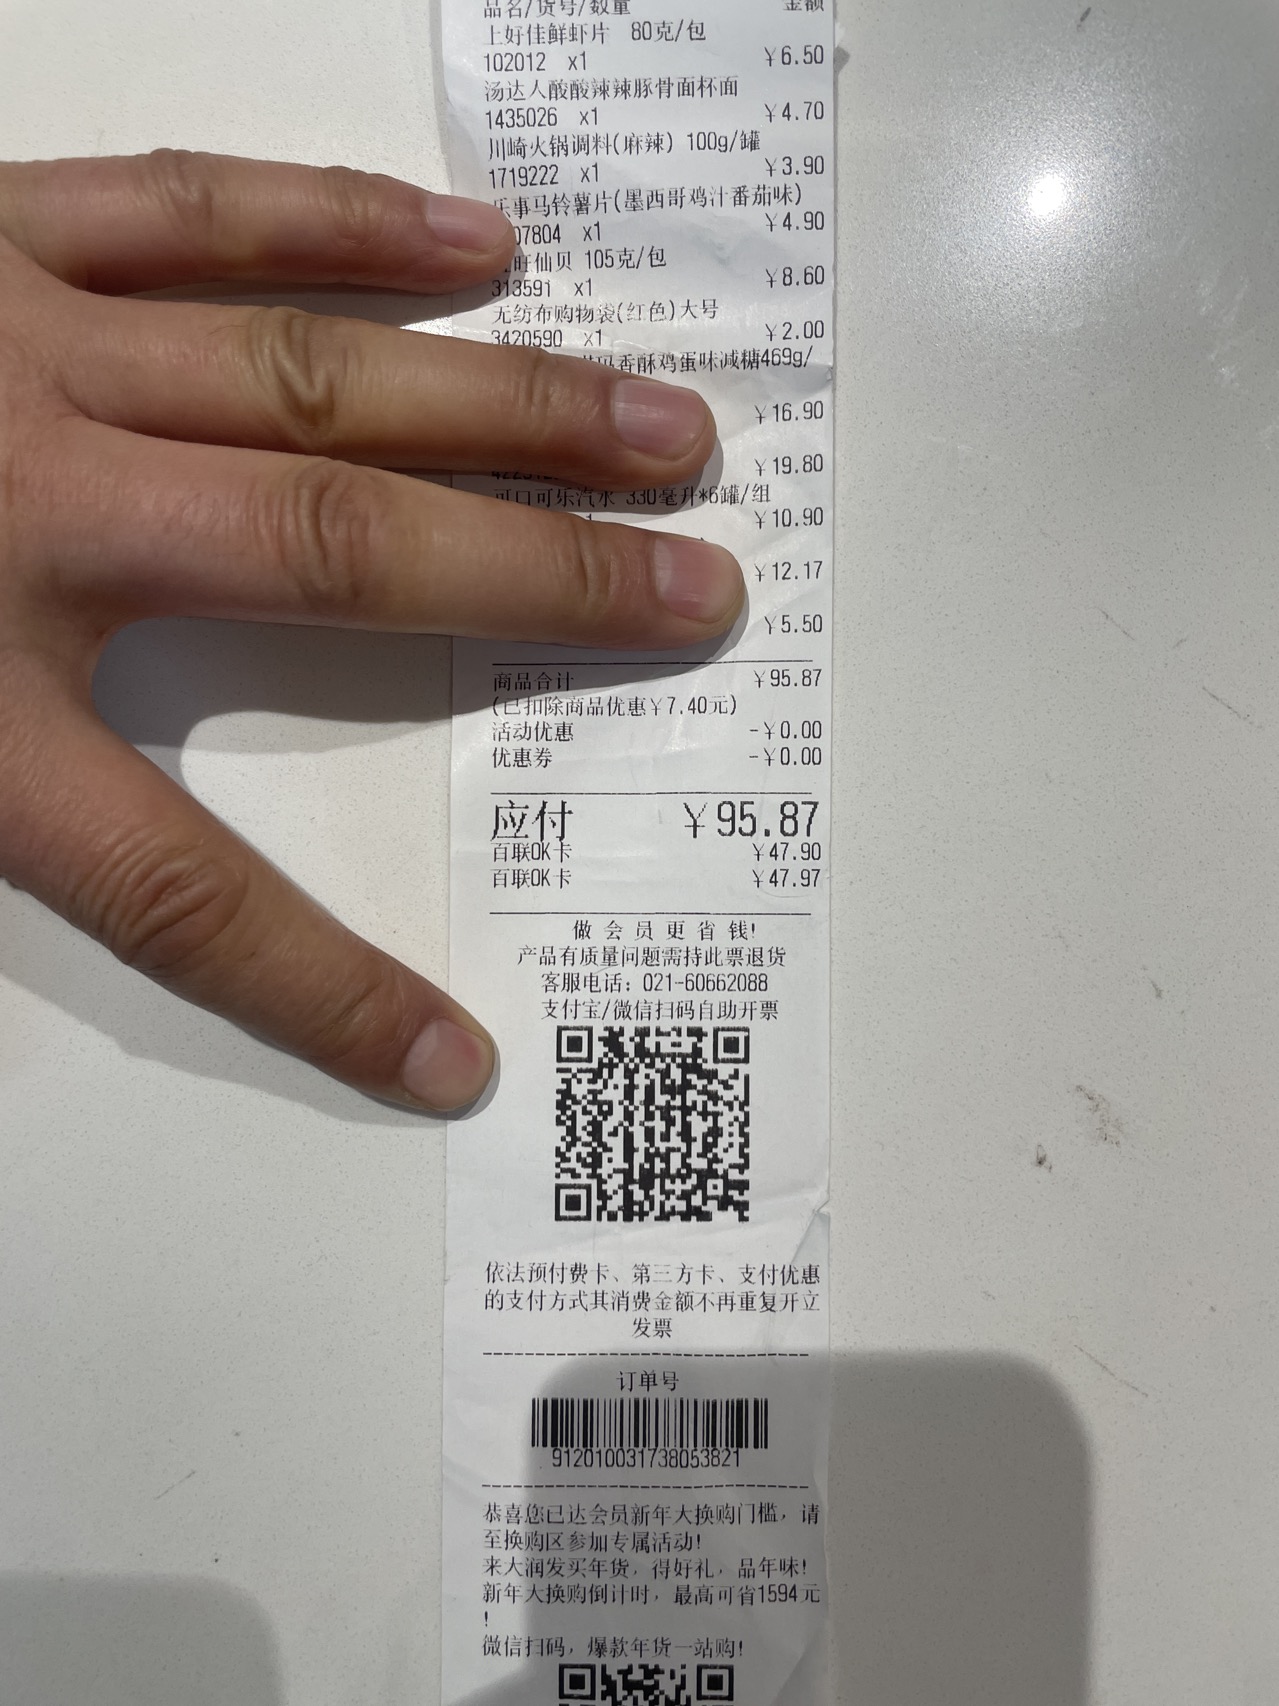 品名/货号/数量 金额
上好佳鲜虾片 80克/包
102012 x1 ¥6.50
汤达人酸酸辣辣豚骨面杯面
1435026 x1 ¥4.70
川崎火锅调料(麻辣) 100g/罐
1719222 x1 ¥3.90
乐事马铃薯片(墨西哥鸡汁番茄味)
07804 x1 ¥4.90
旺仙贝 105克/包
313591 x1 ¥8.60
无纺布购物袋(红色)大号
3420590 x1 ¥2.00
香酥鸡蛋味减糖469g/
¥16.90
¥19.80
可口可乐汽水 330毫升*6罐/组
¥10.90
¥12.17
¥5.50
商品合计 ¥95.87
(已扣除商品优惠¥7.40元)
活动优惠 -¥0.00
优惠券 -¥0.00
应付 ¥95.87
百联OK卡 ¥47.90
百联OK卡 ¥47.97
做会员更省钱!
产品有质量问题需持此票退货
客服电话: 021-60662088
支付宝/微信扫码自助开票
依法预付费卡、第三方卡、支付优惠
的支付方式其消费金额不再重复开立
发票
订单号
912010031738053821
恭喜您已达会员新年大换购门槛，请
至换购区参加专属活动!
来大润发买年货，得好礼，品年味!
新年大换购倒计时，最高可省1594元
!
微信扫码，爆款年货一站购!